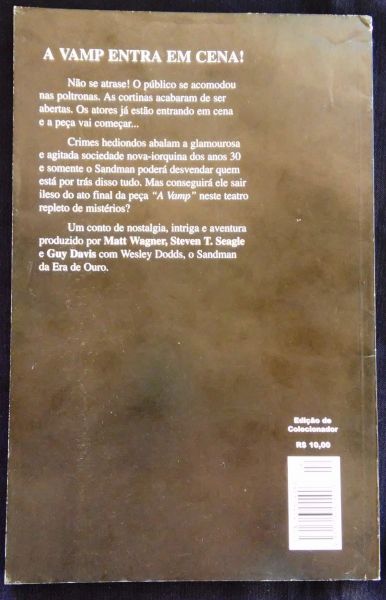 A VAMP ENTRA EM CENA!
Não se atrase! O público se acomodou
nas poltronas. As cortinas acabaram de ser
abertas. Os atores já estão entrando em cena
e a peça vai começar...
Crimes hediondos abalam a glamourosa
e agitada sociedade nova-iorquina dos anos 30
e somente o Sandman poderá desvendar quem
está por trás disso tudo. Mas conseguirá ele sair
ileso do ato final da peça "A Vamp" neste teatro
repleto de mistérios?
Um conto de nostalgia, intriga e aventura
produzido por Matt Wagner, Steven T. Seagle
e Guy Davis com Wesley Dodds, o Sandman
da Era de Ouro.
Edição de
Colecionador
R$ 10,00